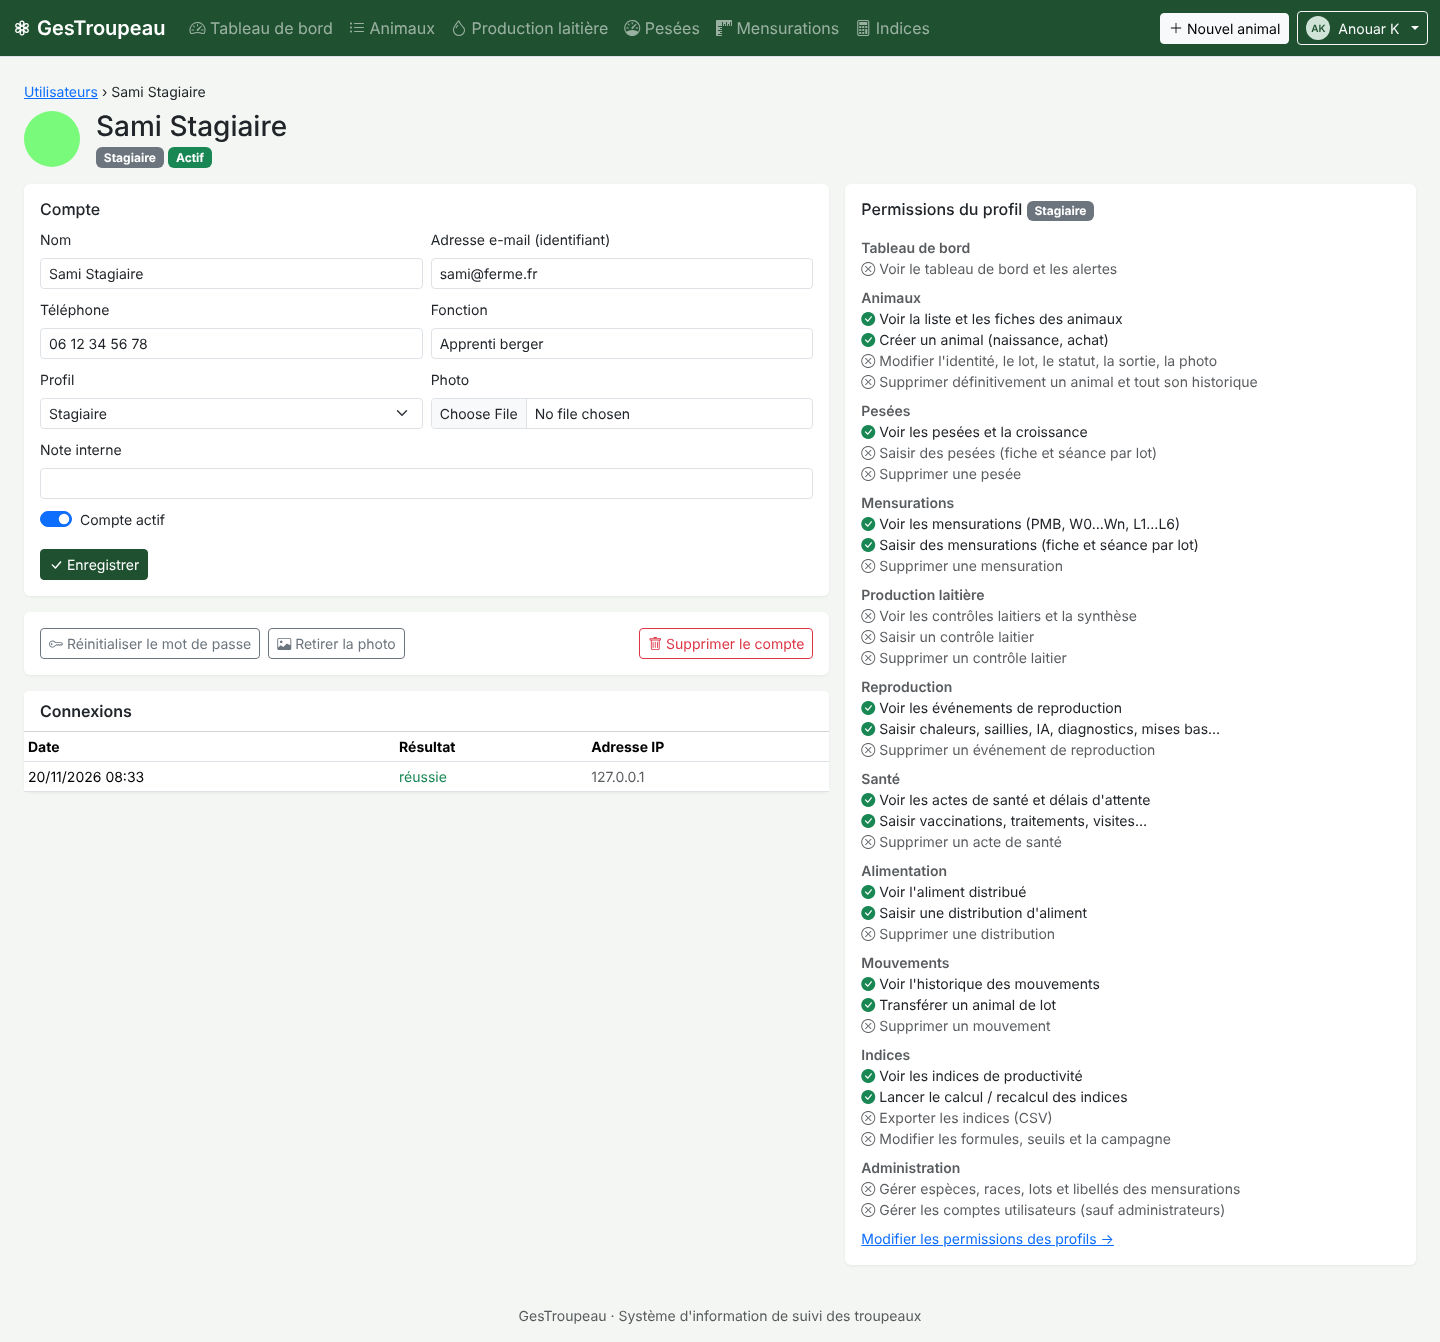 GesTroupeau
Tableau de bord
Animaux
Production laitière
Pesées
Mensurations
Indices
Nouvel animal
AK
Anouar K
Utilisateurs › Sami Stagiaire
Sami Stagiaire
Stagiaire
Actif
Compte
Nom
Adresse e-mail (identifiant)
Sami Stagiaire
sami@ferme.fr
Téléphone
Fonction
06 12 34 56 78
Apprenti berger
Profil
Photo
Stagiaire
Choose File
No file chosen
Note interne
Compte actif
Enregistrer
Réinitialiser le mot de passe
Retirer la photo
Supprimer le compte
Connexions
Date
Résultat
Adresse IP
20/11/2026 08:33
réussie
127.0.0.1
Permissions du profil Stagiaire
Tableau de bord
Voir le tableau de bord et les alertes
Animaux
Voir la liste et les fiches des animaux
Créer un animal (naissance, achat)
Modifier l'identité, le lot, le statut, la sortie, la photo
Supprimer définitivement un animal et tout son historique
Pesées
Voir les pesées et la croissance
Saisir des pesées (fiche et séance par lot)
Supprimer une pesée
Mensurations
Voir les mensurations (PMB, W0…Wn, L1…L6)
Saisir des mensurations (fiche et séance par lot)
Supprimer une mensuration
Production laitière
Voir les contrôles laitiers et la synthèse
Saisir un contrôle laitier
Supprimer un contrôle laitier
Reproduction
Voir les événements de reproduction
Saisir chaleurs, saillies, IA, diagnostics, mises bas…
Supprimer un événement de reproduction
Santé
Voir les actes de santé et délais d'attente
Saisir vaccinations, traitements, visites…
Supprimer un acte de santé
Alimentation
Voir l'aliment distribué
Saisir une distribution d'aliment
Supprimer une distribution
Mouvements
Voir l'historique des mouvements
Transférer un animal de lot
Supprimer un mouvement
Indices
Voir les indices de productivité
Lancer le calcul / recalcul des indices
Exporter les indices (CSV)
Modifier les formules, seuils et la campagne
Administration
Gérer espèces, races, lots et libellés des mensurations
Gérer les comptes utilisateurs (sauf administrateurs)
Modifier les permissions des profils →
GesTroupeau · Système d'information de suivi des troupeaux